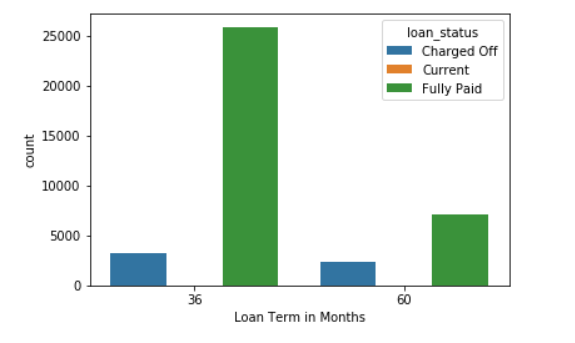 loan_status
Charged Off
Current
Fully Paid
25000
20000
15000
10000
5000
0
count
36 60
Loan Term in Months